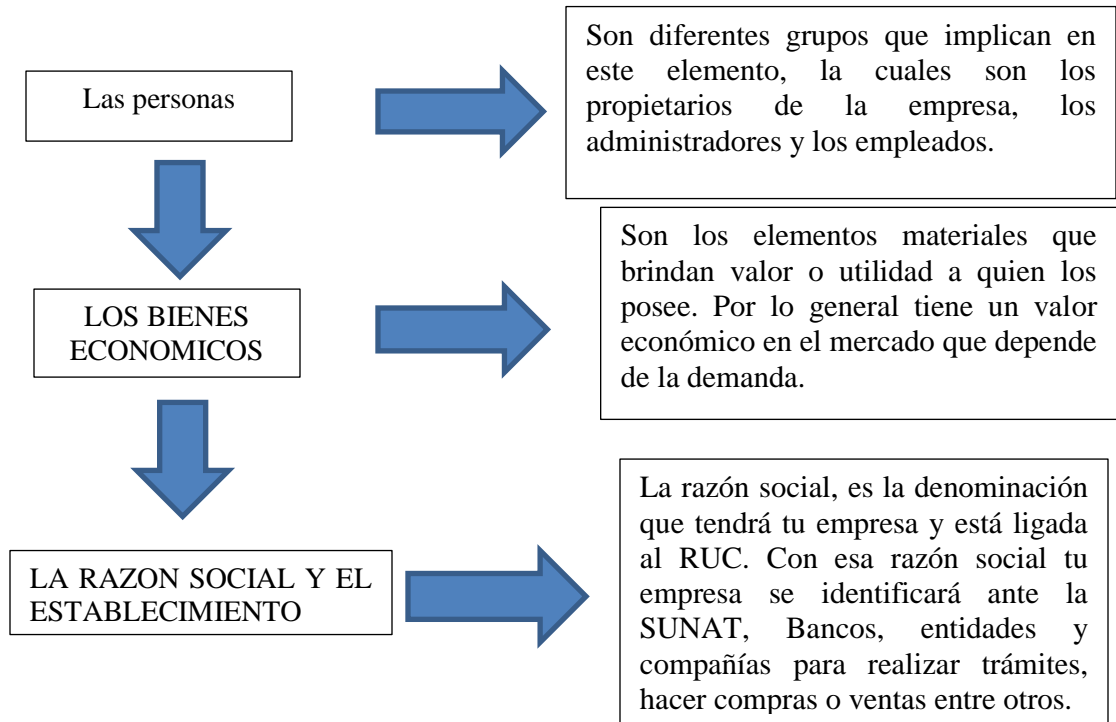 Las personas
Son diferentes grupos que implican en
este elemento, la cuales son los
propietarios de la empresa, los
administradores y los empleados.
LOS BIENES
ECONOMICOS
Son los elementos materiales que
brindan valor o utilidad a quien los
posee. Por lo general tiene un valor
económico en el mercado que depende
de la demanda.
LA RAZON SOCIAL Y EL
ESTABLECIMIENTO
La razón social, es la denominación
que tendrá tu empresa y está ligada
al RUC. Con esa razón social tu
empresa se identificará ante la
SUNAT, Bancos, entidades y
compañías para realizar trámites,
hacer compras o ventas entre otros.